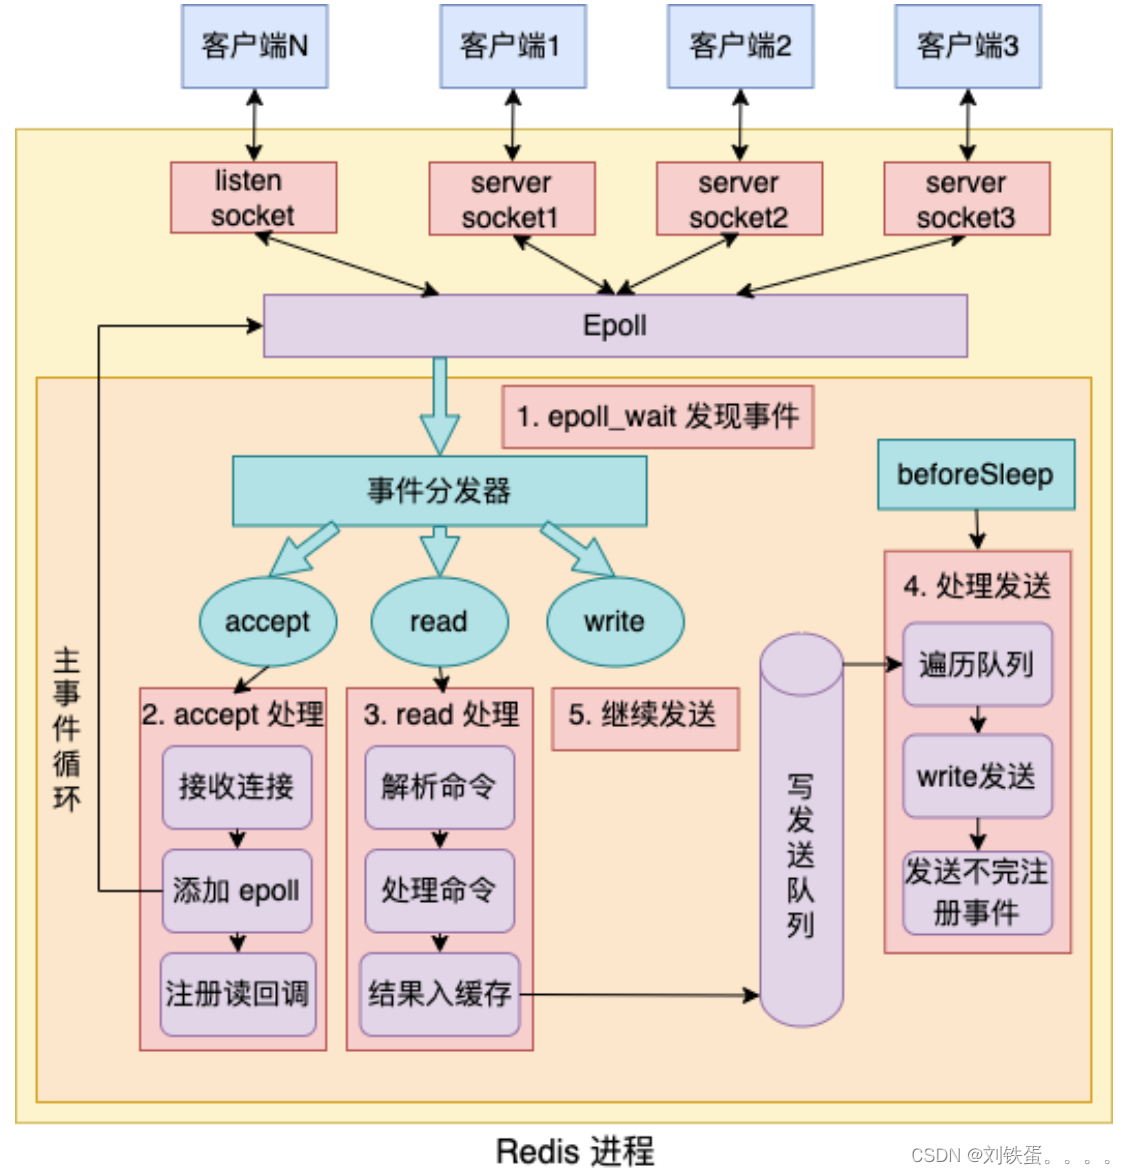 客户端N
客户端1
客户端2
客户端3
listen
socket
server
socket1
server
socket2
server
socket3
Epoll
1. epoll_wait 发现事件
事件分发器
beforeSleep
accept
read
write
主
事
件
循
环
2. accept 处理
接收连接
添加 epoll
注册读回调
3. read 处理
解析命令
处理命令
结果入缓存
5. 继续发送
写
发
送
队
列
4. 处理发送
遍历队列
write发送
发送不完注
册事件
Redis 进程
CSDN @刘铁蛋。。。。